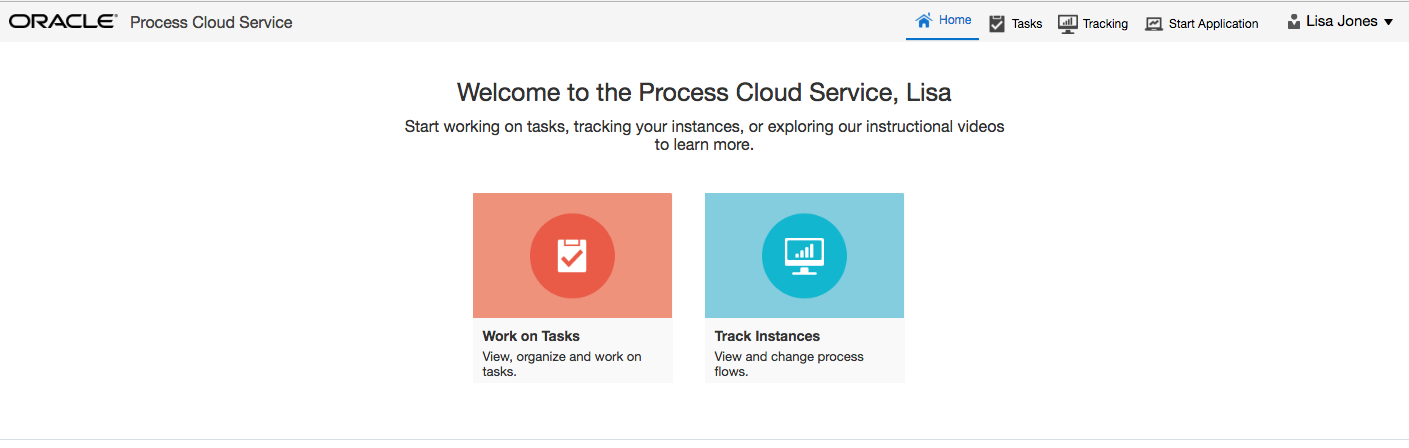 ORACLE® Process Cloud Service
Home
Tasks
Tracking
Start Application
Lisa Jones
Welcome to the Process Cloud Service, Lisa
Start working on tasks, tracking your instances, or exploring our instructional videos
to learn more.
Work on Tasks
View, organize and work on
tasks.
Track Instances
View and change process
flows.